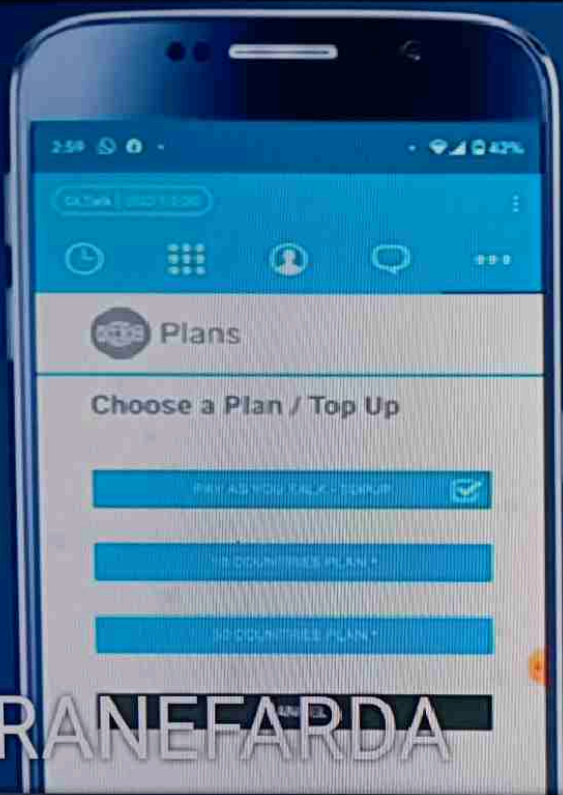 2:59
42%
Plans
Choose a Plan / Top Up
PAY AS YOU TALK - TOPUP
COUNTRIES PLAN *
COUNTRIES PLAN *
RANEFARDA